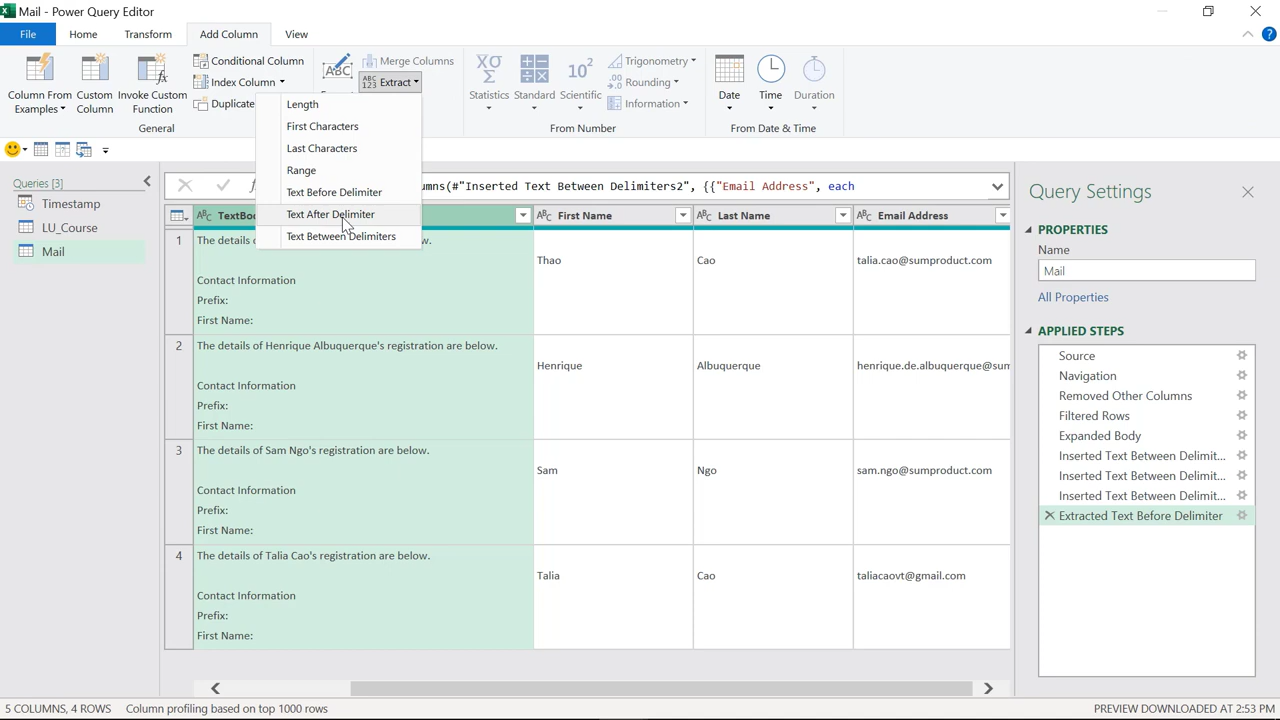 Mail - Power Query Editor
File Home Transform Add Column View
Column From Examples
Custom Column
Invoke Custom Function
Conditional Column
Index Column
Duplicate
General
ABC
Merge Columns
ABC 123 Extract
Length
First Characters
Last Characters
Range
Text Before Delimiter
Text After Delimiter
Text Between Delimiters
Statistics
Standard
Scientific
Trigonometry
Rounding
Information
From Number
Date
Time
Duration
From Date & Time
Queries [3]
Timestamp
LU_Course
Mail
umns(#"Inserted Text Between Delimiters2", {{"Email Address", each
First Name
Last Name
Email Address
1 The details w.
Contact Information
Prefix:
First Name:
Thao Cao talia.cao@sumproduct.com
2 The details of Henrique Albuquerque's registration are below.
Contact Information
Prefix:
First Name:
Henrique Albuquerque henrique.de.albuquerque@sum
3 The details of Sam Ngo's registration are below.
Contact Information
Prefix:
First Name:
Sam Ngo sam.ngo@sumproduct.com
4 The details of Talia Cao's registration are below.
Contact Information
Prefix:
First Name:
Talia Cao taliacaovt@gmail.com
Query Settings
PROPERTIES
Name
Mail
All Properties
APPLIED STEPS
Source
Navigation
Removed Other Columns
Filtered Rows
Expanded Body
Inserted Text Between Delimit...
Inserted Text Between Delimit...
Inserted Text Between Delimit...
Extracted Text Before Delimiter
5 COLUMNS, 4 ROWS Column profiling based on top 1000 rows
PREVIEW DOWNLOADED AT 2:53 PM